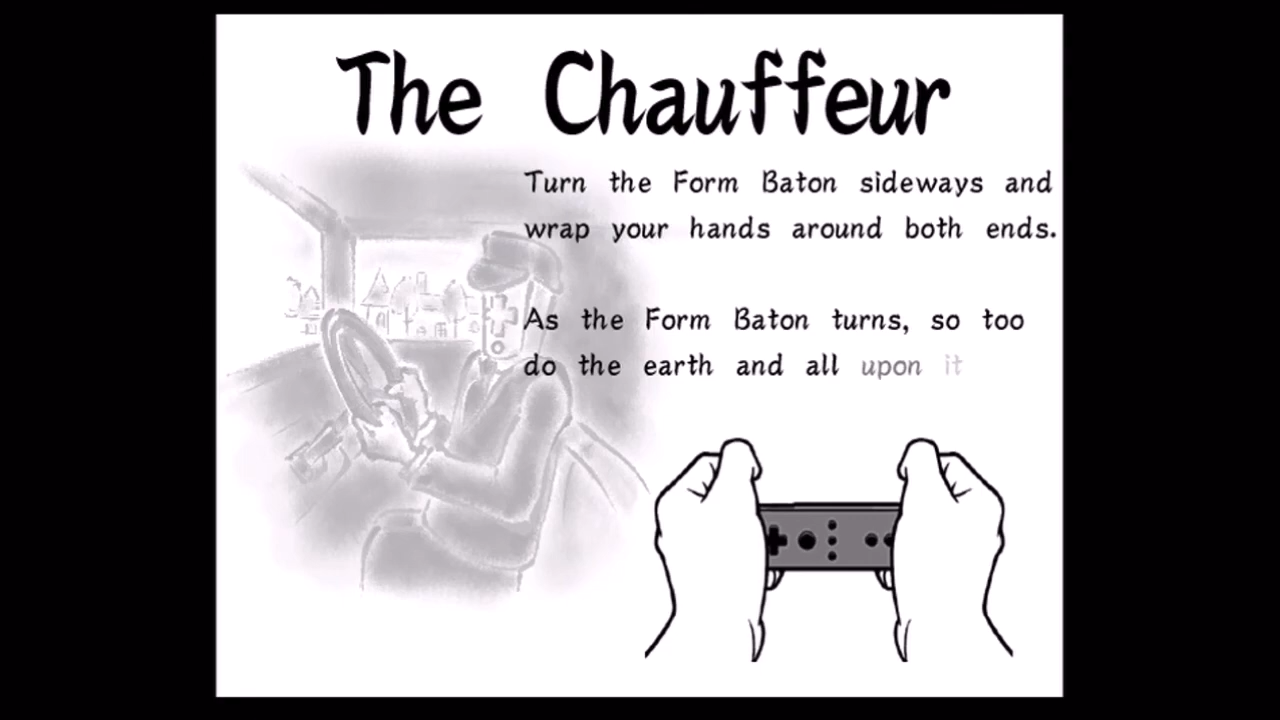 The Chauffeur
Turn the Form Baton sideways and
wrap your hands around both ends.
As the Form Baton turns, so too
do the earth and all upon it